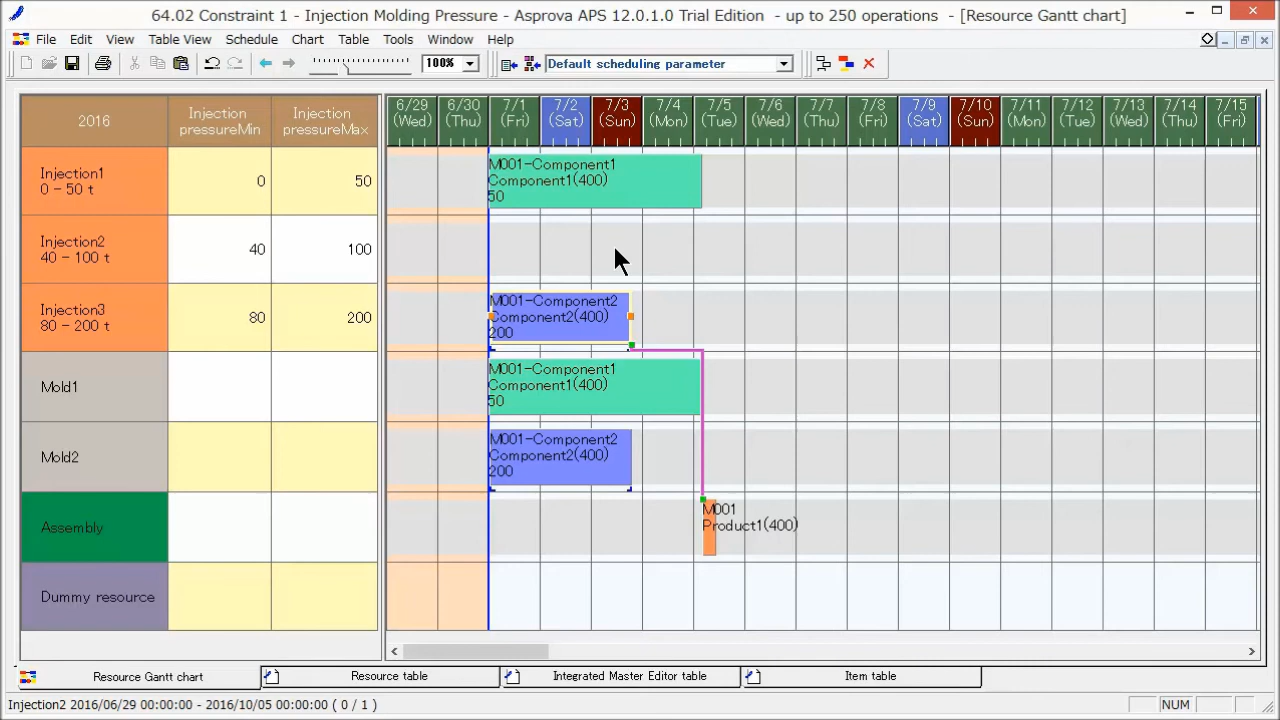 64.02 Constraint 1 - Injection Molding Pressure - Asprova APS 12.0.1.0 Trial Edition - up to 250 operations - [Resource Gantt chart]
File Edit View Table View Schedule Chart Table Tools Window Help
100% Default scheduling parameter
2016
Injection
pressureMin
Injection
pressureMax
6/29 6/30 7/1 7/2 7/3 7/4 7/5 7/6 7/7 7/8 7/9 7/10 7/11 7/12 7/13 7/14 7/15
(Wed) (Thu) (Fri) (Sat) (Sun) (Mon) (Tue) (Wed) (Thu) (Fri) (Sat) (Sun) (Mon) (Tue) (Wed) (Thu) (Fri)
Injection1
0 - 50 t
0 50
M001-Component1
Component1(400)
50
Injection2
40 - 100 t
40 100
Injection3
80 - 200 t
80 200
M001-Component2
Component2(400)
200
Mold1
M001-Component1
Component1(400)
50
Mold2
M001-Component2
Component2(400)
200
Assembly
M001
Product1(400)
Dummy resource
Resource Gantt chart Resource table Integrated Master Editor table Item table
Injection2 2016/06/29 00:00:00 - 2016/10/05 00:00:00 ( 0 / 1 ) NUM